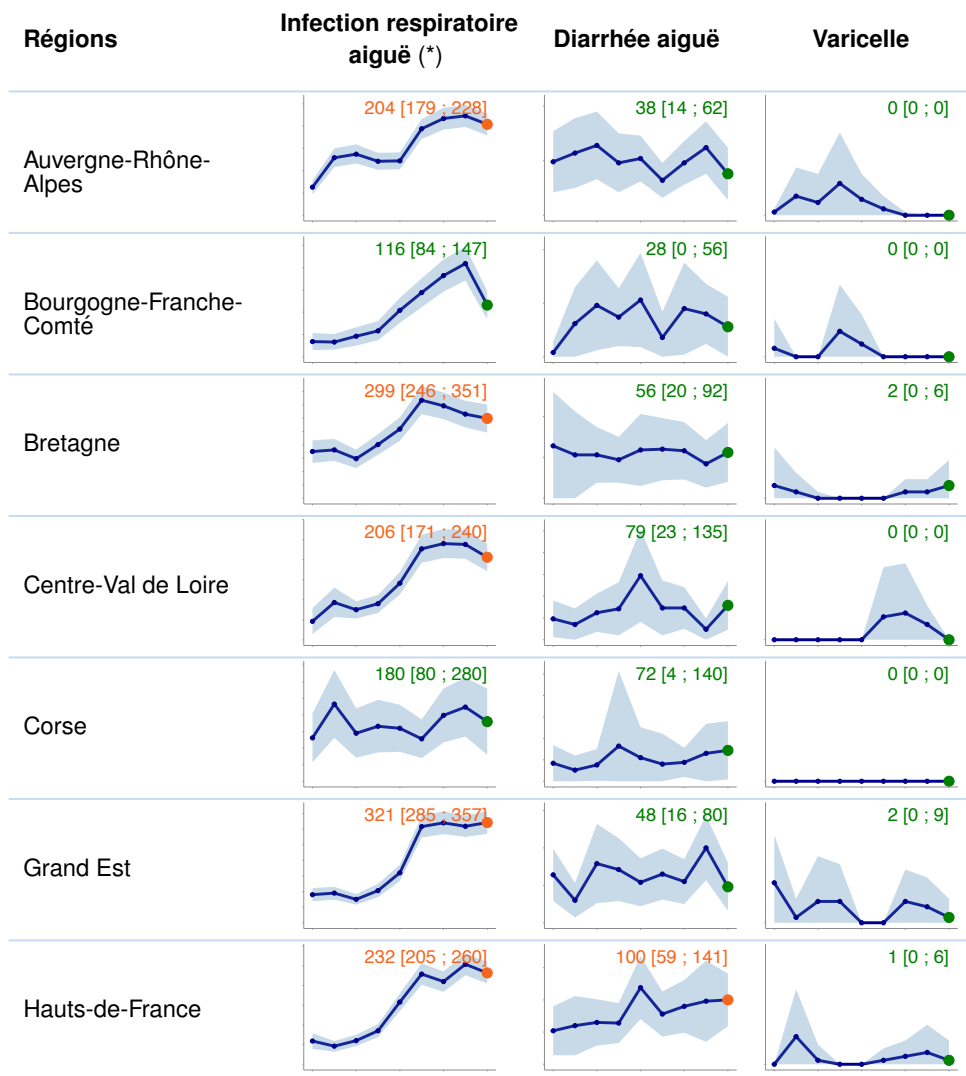 Régions
Infection respiratoire
aiguë (*)
Diarrhée aiguë
Varicelle
Auvergne-Rhône-
Alpes
204 [179 ; 228]
38 [14 ; 62]
0 [0 ; 0]
Bourgogne-Franche-
Comté
116 [84 ; 147]
28 [0 ; 56]
0 [0 ; 0]
Bretagne
299 [246 ; 351]
56 [20 ; 92]
2 [0 ; 6]
Centre-Val de Loire
206 [171 ; 240]
79 [23 ; 135]
0 [0 ; 0]
Corse
180 [80 ; 280]
72 [4 ; 140]
0 [0 ; 0]
Grand Est
321 [285 ; 357]
48 [16 ; 80]
2 [0 ; 9]
Hauts-de-France
232 [205 ; 260]
100 [59 ; 141]
1 [0 ; 6]